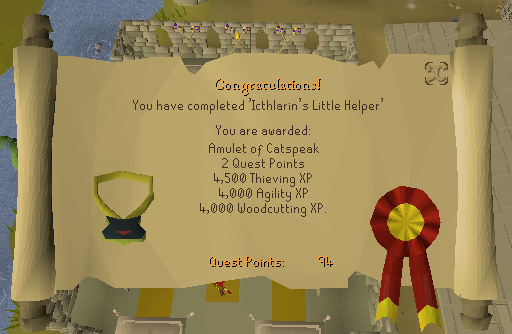 Congratulations!
You have completed 'Icthlarin's Little Helper'
You are awarded:
Amulet of Catspeak
2 Quest Points
4,500 Thieving XP
4,000 Agility XP
4,000 Woodcutting XP.
Quest Points: 94